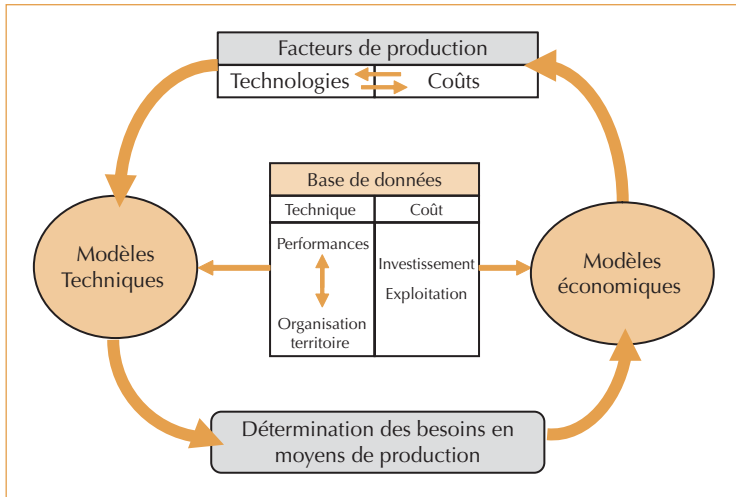 Facteurs de production
Technologies
Coûts
Base de données
Technique
Coût
Performances
Organisation
territoire
Investissement
Exploitation
Modèles
Techniques
Modèles
économiques
Détermination des besoins en
moyens de production